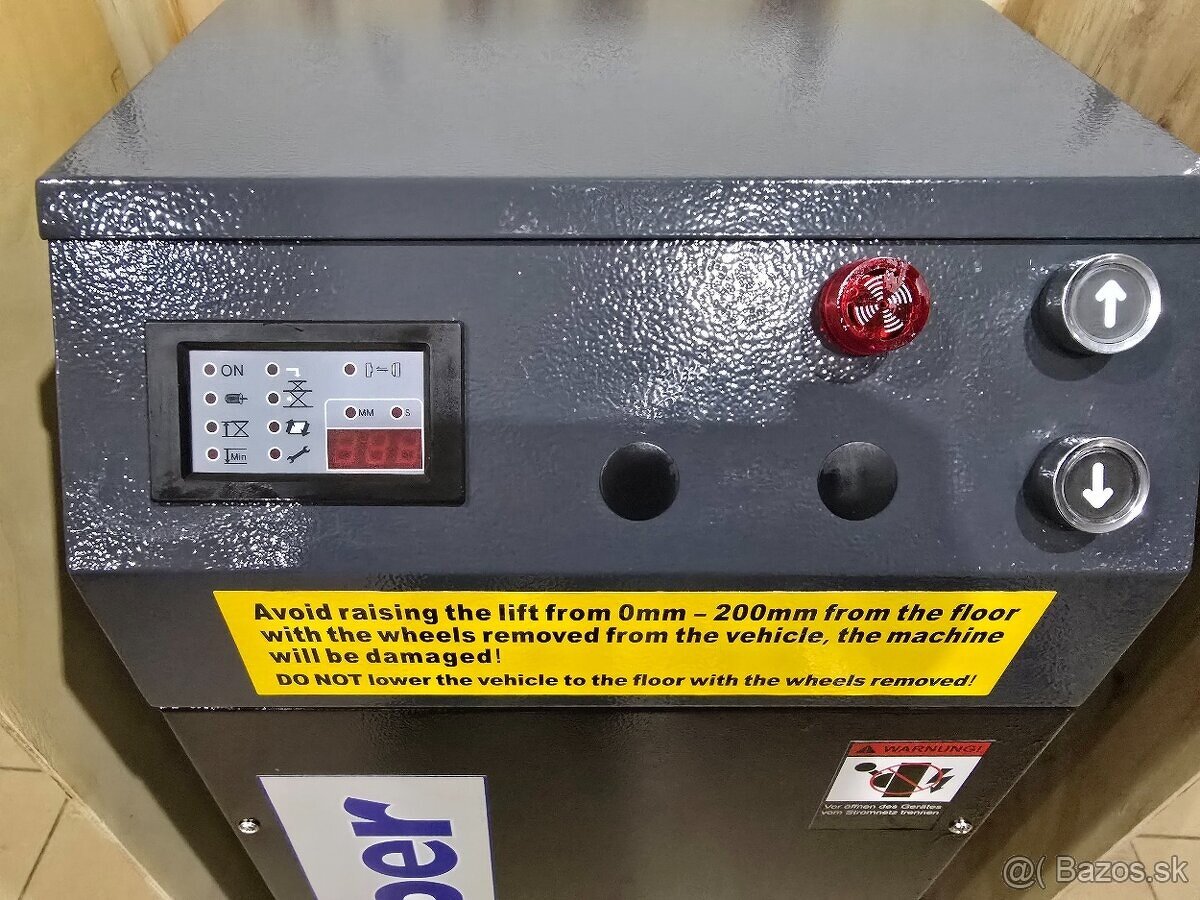 ON
MM S
Min
Avoid raising the lift from 0mm – 200mm from the floor
with the wheels removed from the vehicle, the machine
will be damaged!
DO NOT lower the vehicle to the floor with the wheels removed!
WARNUNG!
Vor öffnen des Gerätes
vom Stromnetz trennen
per
@( Bazos.sk